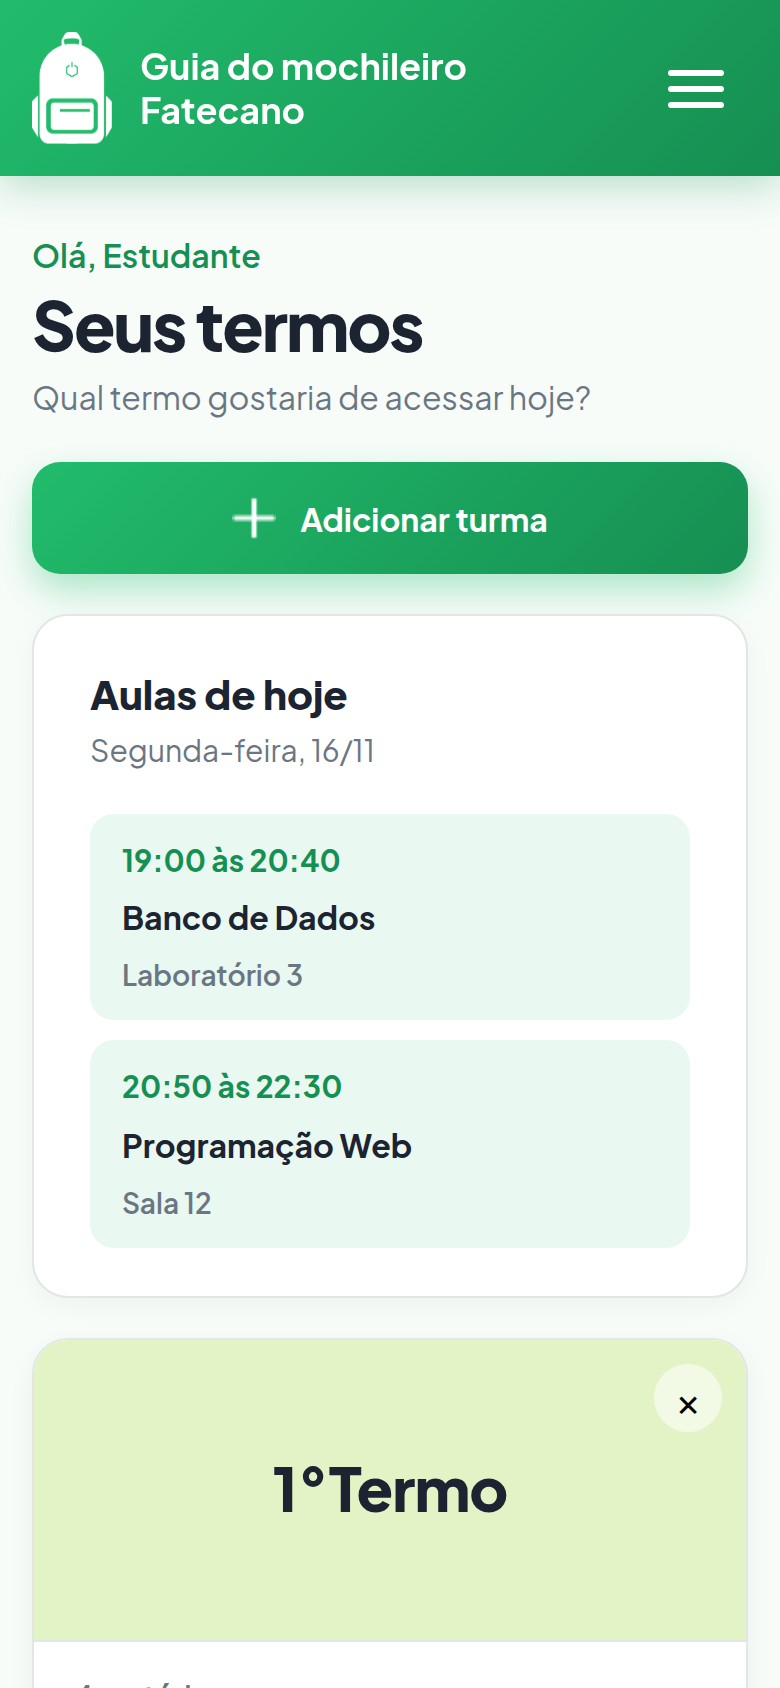 Guia do mochileiro
Fatecano
Olá, Estudante
Seus termos
Qual termo gostaria de acessar hoje?
Adicionar turma
Aulas de hoje
Segunda-feira, 16/11
19:00 às 20:40
Banco de Dados
Laboratório 3
20:50 às 22:30
Programação Web
Sala 12
×
1°Termo